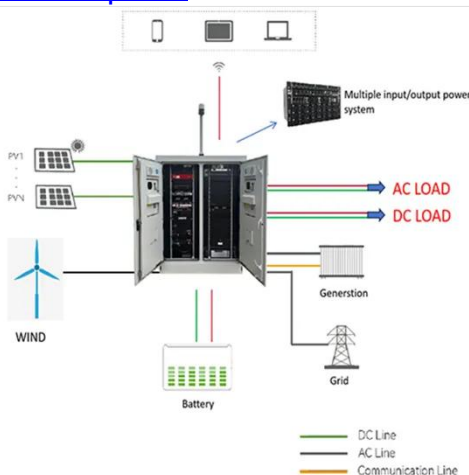 Multiple input/output power
system
PV1
PVN
AC LOAD
DC LOAD
WIND
Generstion
Battery
Grid
DC Line
AC Line
Communication Line